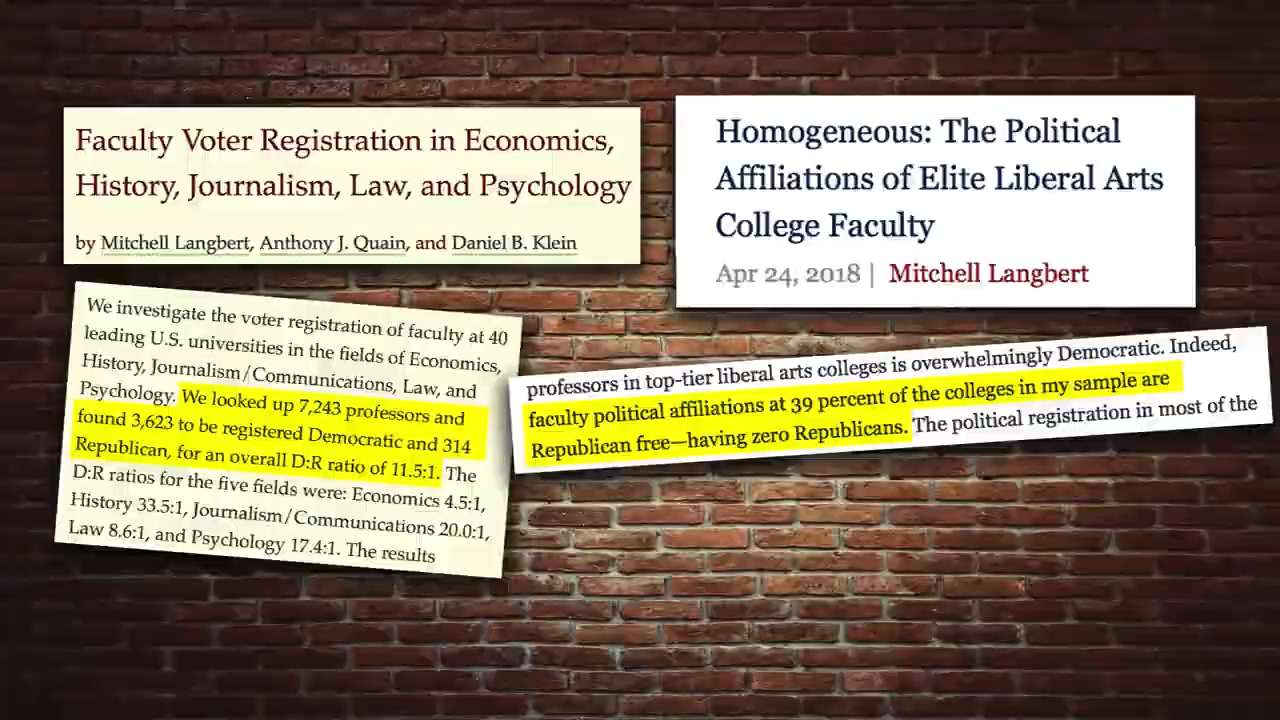 Faculty Voter Registration in Economics,
History, Journalism, Law, and Psychology
by Mitchell Langbert, Anthony J. Quain, and Daniel B. Klein
We investigate the voter registration of faculty at 40
leading U.S. universities in the fields of Economics,
History, Journalism/Communications, Law, and
Psychology. We looked up 7,243 professors and
found 3,623 to be registered Democratic and 314
Republican, for an overall D:R ratio of 11.5:1. The
D:R ratios for the five fields were: Economics 4.5:1,
History 33.5:1, Journalism/Communications 20.0:1,
Law 8.6:1, and Psychology 17.4:1. The results
Homogeneous: The Political
Affiliations of Elite Liberal Arts
College Faculty
Apr 24, 2018 | Mitchell Langbert
professors in top-tier liberal arts colleges is overwhelmingly Democratic. Indeed,
faculty political affiliations at 39 percent of the colleges in my sample are
Republican free—having zero Republicans. The political registration in most of the